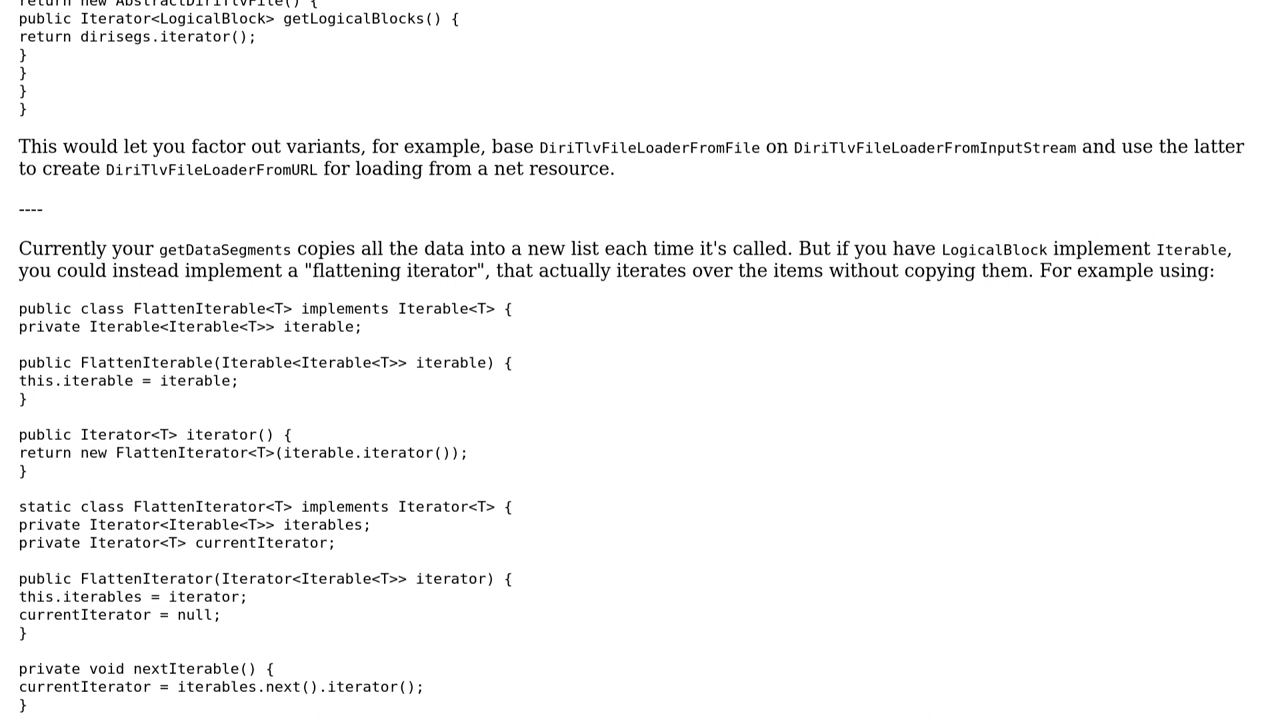 return new AbstractDiriTlvFile() {
public Iterator<LogicalBlock> getLogicalBlocks() {
return dirisegs.iterator();
}
}
}
}
This would let you factor out variants, for example, base DiriTlvFileLoaderFromFile on DiriTlvFileLoaderFromInputStream and use the latter
to create DiriTlvFileLoaderFromURL for loading from a net resource.
----
Currently your getDataSegments copies all the data into a new list each time it's called. But if you have LogicalBlock implement Iterable,
you could instead implement a "flattening iterator", that actually iterates over the items without copying them. For example using:
public class FlattenIterable<T> implements Iterable<T> {
private Iterable<Iterable<T>> iterable;
public FlattenIterable(Iterable<Iterable<T>> iterable) {
this.iterable = iterable;
}
public Iterator<T> iterator() {
return new FlattenIterator<T>(iterable.iterator());
}
static class FlattenIterator<T> implements Iterator<T> {
private Iterator<Iterable<T>> iterables;
private Iterator<T> currentIterator;
public FlattenIterator(Iterator<Iterable<T>> iterator) {
this.iterables = iterator;
currentIterator = null;
}
private void nextIterable() {
currentIterator = iterables.next().iterator();
}